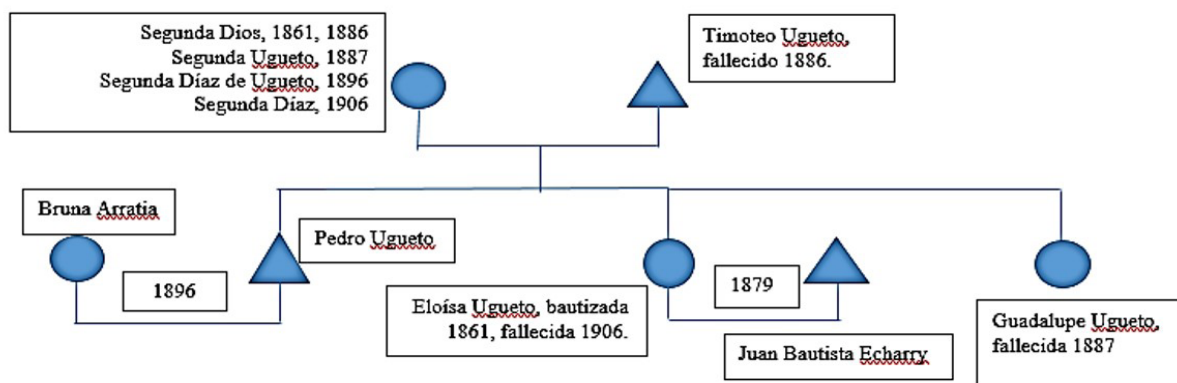 Segunda Dios, 1861, 1886
Segunda Ugueto, 1887
Segunda Díaz de Ugueto, 1896
Segunda Díaz, 1906
Timoteo Ugueto,
fallecido 1886.
Bruna Arratia
Pedro Ugueto
1896
Eloísa Ugueto, bautizada
1861, fallecida 1906.
1879
Juan Bautista Echarry
Guadalupe Ugueto,
fallecida 1887